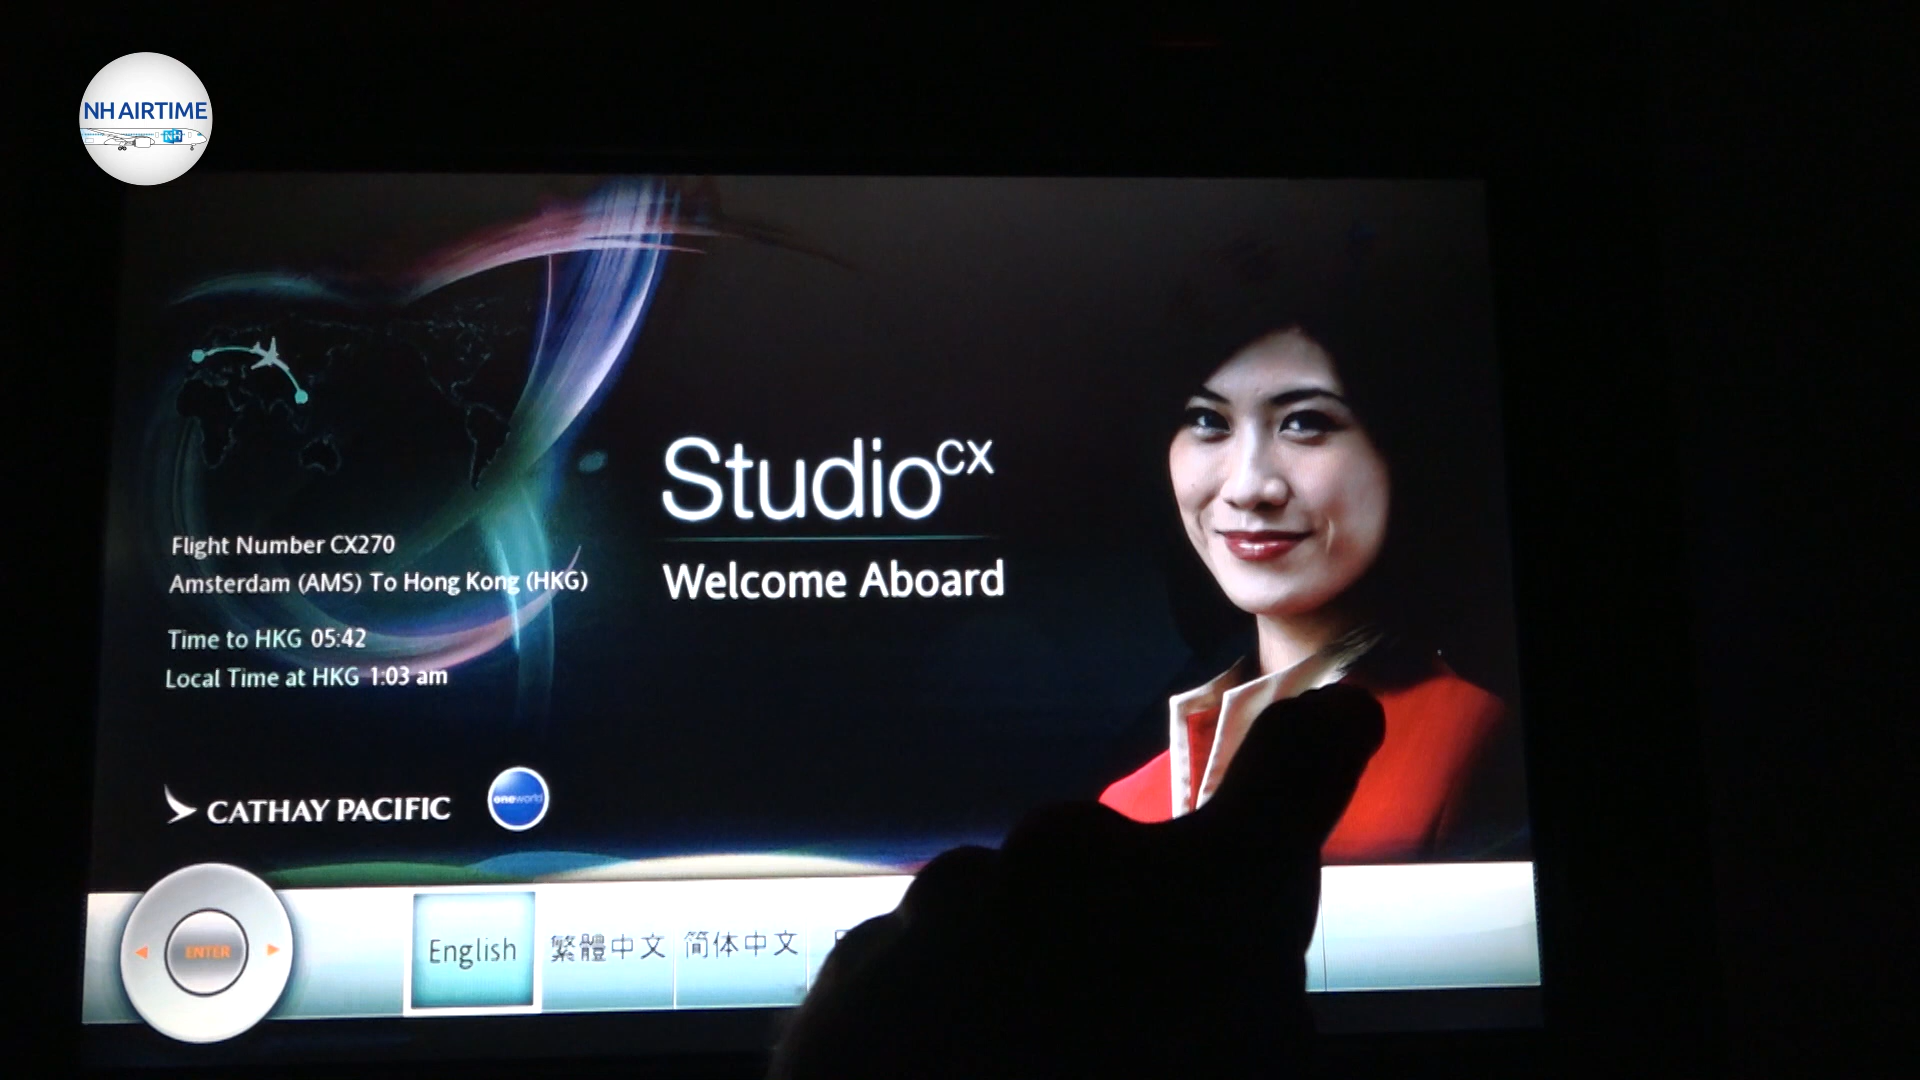 NH AIRTIME
NH
Studio CX
Welcome Aboard
Flight Number CX270
Amsterdam (AMS) To Hong Kong (HKG)
Time to HKG 05:42
Local Time at HKG 1:03 am
CATHAY PACIFIC
oneworld
ENTER
English
繁體中文
简体中文